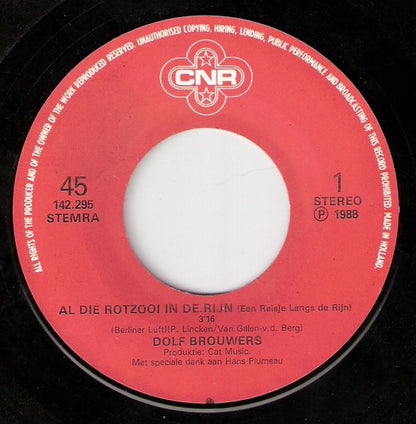 ALL RIGHTS OF THE PRODUCER AND OF THE OWNER OF THE WORK REPRODUCED RESERVED. UNAUTHORISED COPYING, HIRING, LENDING, PUBLIC PERFORMANCE AND BROADCASTING OF THIS RECORD PROHIBITED. MADE IN HOLLAND.
CNR
45
142.295
STEMRA
1
STEREO
Ⓟ 1988
AL DIE ROTZOOI IN DE RIJN (Een Reisje Langs de Rijn)
3'16
(Berliner Luft)(P. Lincken/Van Galen-v.d. Berg)
DOLF BROUWERS
Produktie: Cat Music.
Met speciale dank aan Hans Plumeau